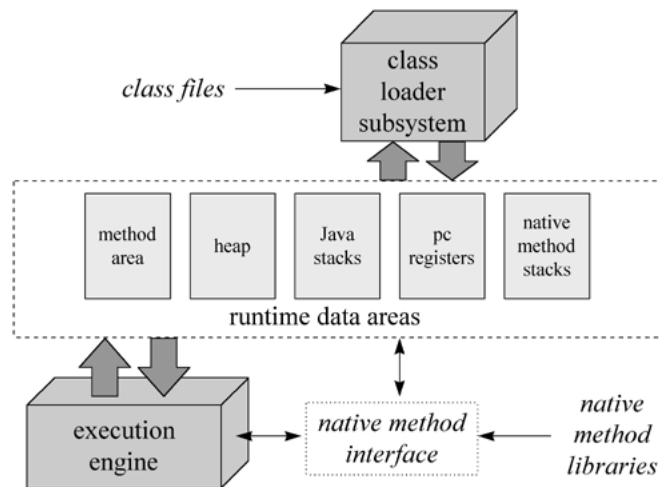 class
loader
subsystem
class files
method
area
heap
Java
stacks
pc
registers
native
method
stacks
runtime data areas
execution
engine
native method
interface
native
method
libraries